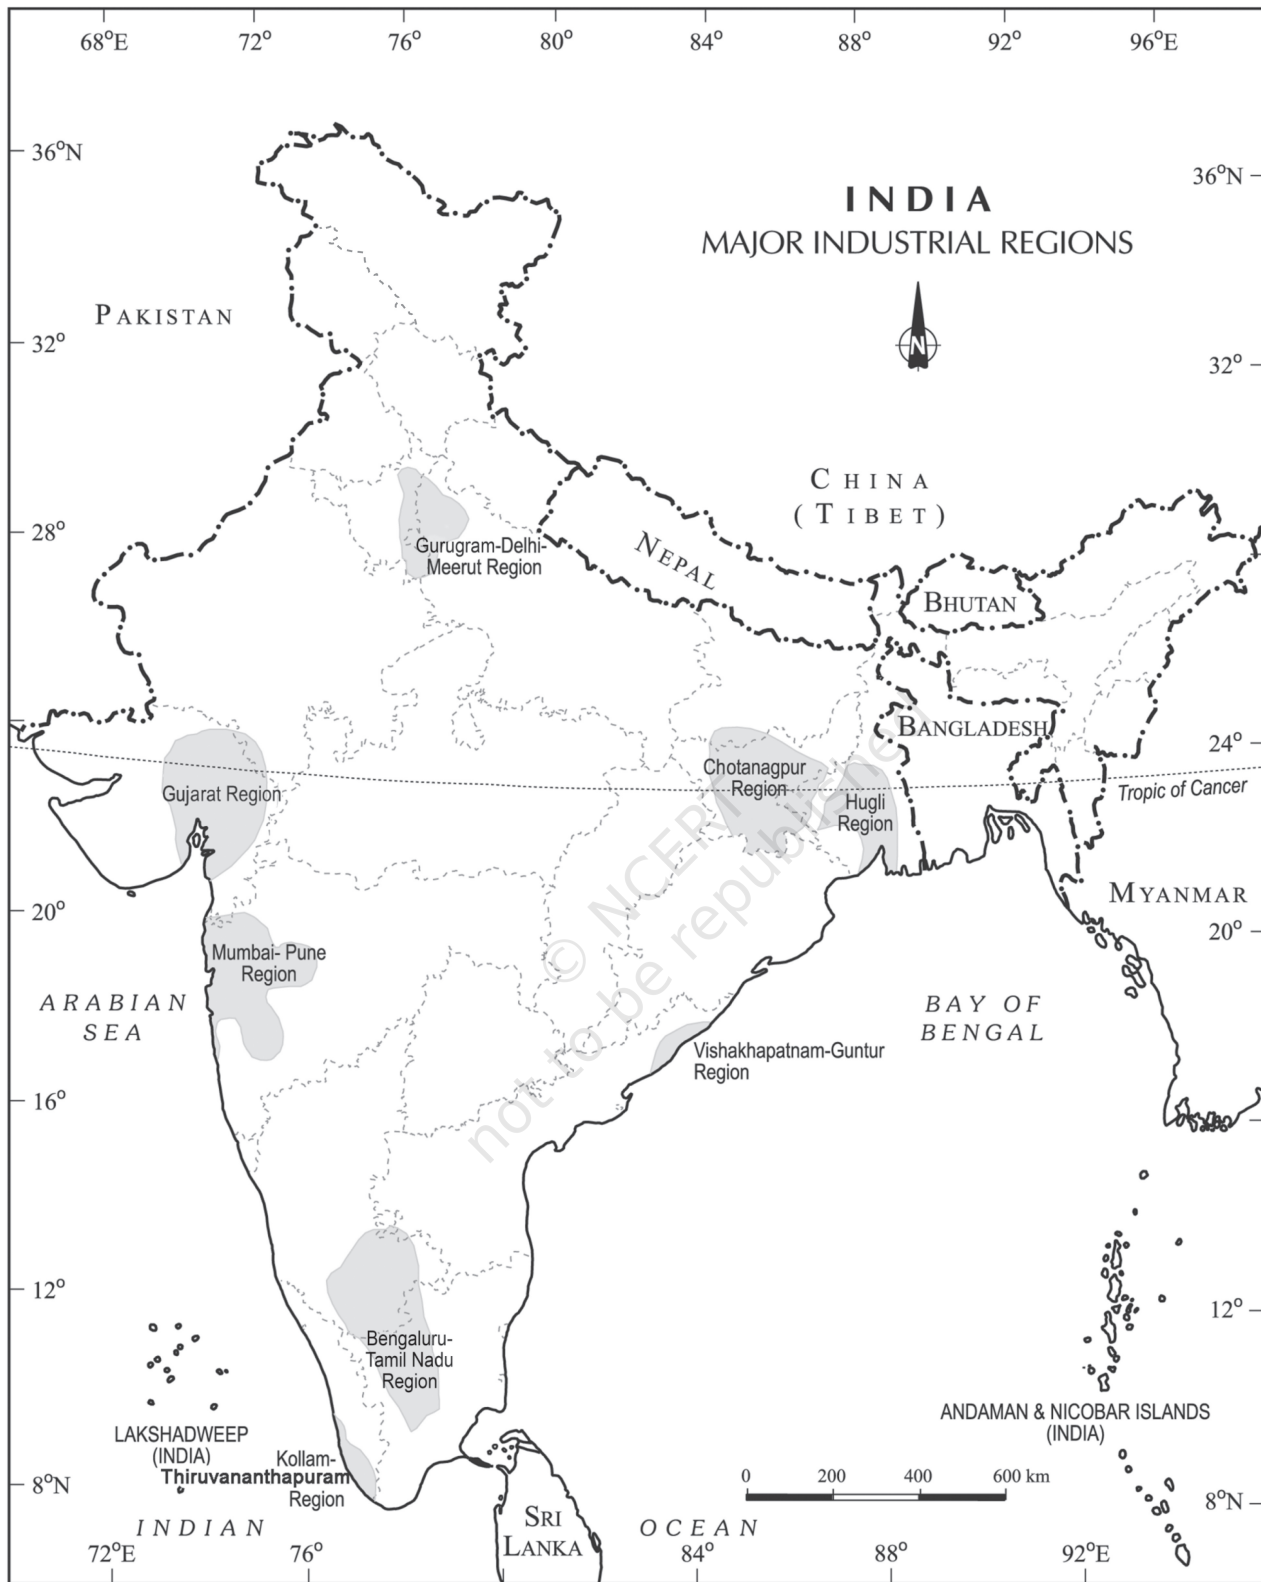 68°E 72° 76° 80° 84° 88° 92° 96°E
36°N
36°N
INDIA
MAJOR INDUSTRIAL REGIONS
N
PAKISTAN
32°
32°
CHINA
(TIBET)
28°
Gurugram-Delhi-
Meerut Region
NEPAL
BHUTAN
BANGLADESH
24°
Chotanagpur
Region
Tropic of Cancer
Gujarat Region
Hugli
Region
MYANMAR
20°
20°
Mumbai- Pune
Region
ARABIAN
SEA
BAY OF
BENGAL
© NCERT
not to be republished
Vishakhapatnam-Guntur
Region
16°
12°
12°
Bengaluru-
Tamil Nadu
Region
LAKSHADWEEP
(INDIA)
ANDAMAN & NICOBAR ISLANDS
(INDIA)
Kollam-
Thiruvananthapuram
Region
8°N
0 200 400 600 km
8°N
SRI
LANKA
INDIAN OCEAN
72°E 76° 84° 88° 92°E